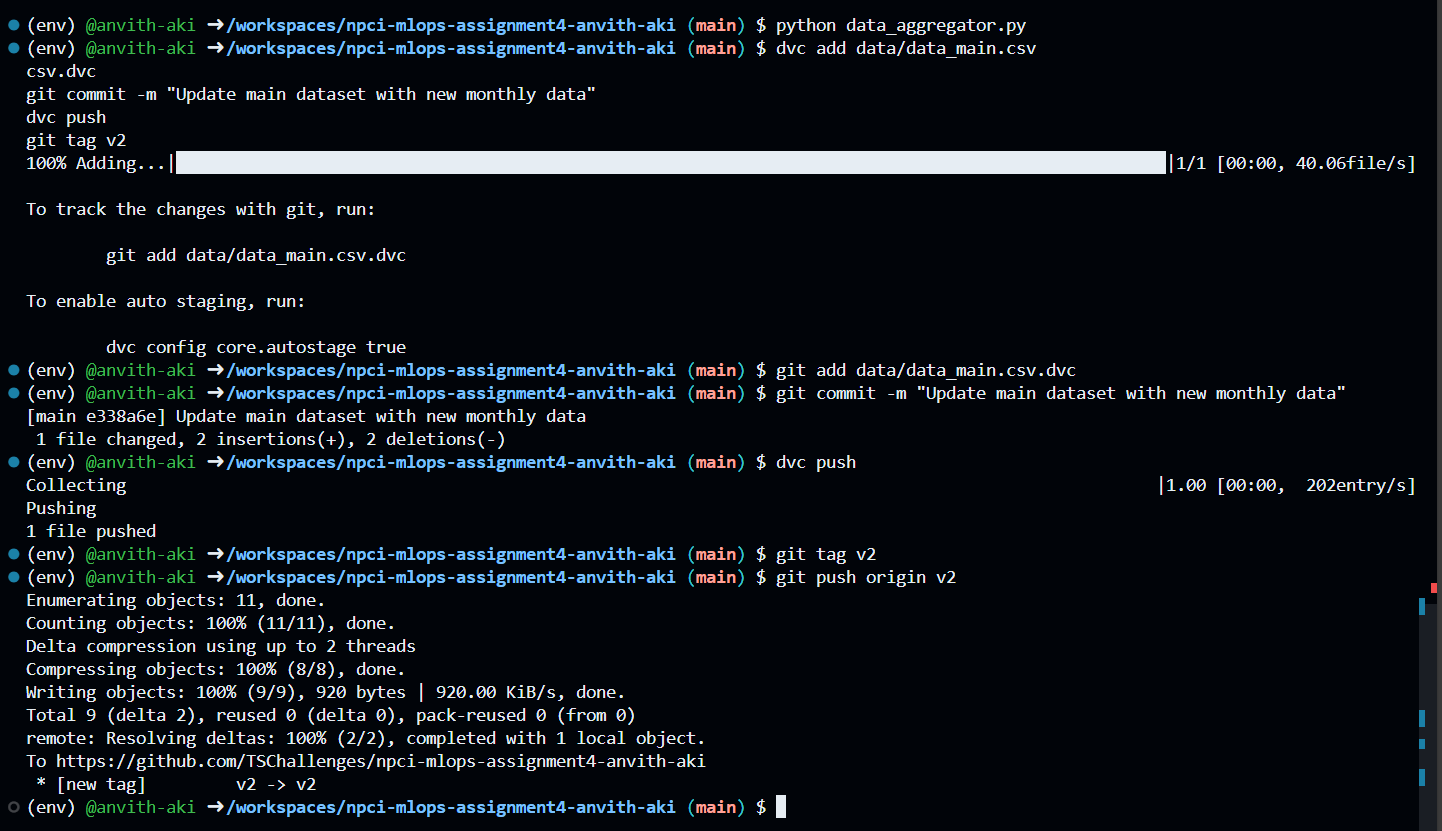 (env) @anvith-aki ➜/workspaces/npci-mlops-assignment4-anvith-aki (main) $ python data_aggregator.py
(env) @anvith-aki ➜/workspaces/npci-mlops-assignment4-anvith-aki (main) $ dvc add data/data_main.csv
csv.dvc
git commit -m "Update main dataset with new monthly data"
dvc push
git tag v2
100% Adding...|1/1 [00:00, 40.06file/s]
To track the changes with git, run:
git add data/data_main.csv.dvc
To enable auto staging, run:
dvc config core.autostage true
(env) @anvith-aki ➜/workspaces/npci-mlops-assignment4-anvith-aki (main) $ git add data/data_main.csv.dvc
(env) @anvith-aki ➜/workspaces/npci-mlops-assignment4-anvith-aki (main) $ git commit -m "Update main dataset with new monthly data"
[main e338a6e] Update main dataset with new monthly data
1 file changed, 2 insertions(+), 2 deletions(-)
(env) @anvith-aki ➜/workspaces/npci-mlops-assignment4-anvith-aki (main) $ dvc push
Collecting |1.00 [00:00, 202entry/s]
Pushing
1 file pushed
(env) @anvith-aki ➜/workspaces/npci-mlops-assignment4-anvith-aki (main) $ git tag v2
(env) @anvith-aki ➜/workspaces/npci-mlops-assignment4-anvith-aki (main) $ git push origin v2
Enumerating objects: 11, done.
Counting objects: 100% (11/11), done.
Delta compression using up to 2 threads
Compressing objects: 100% (8/8), done.
Writing objects: 100% (9/9), 920 bytes | 920.00 KiB/s, done.
Total 9 (delta 2), reused 0 (delta 0), pack-reused 0 (from 0)
remote: Resolving deltas: 100% (2/2), completed with 1 local object.
To https://github.com/TSChallenges/npci-mlops-assignment4-anvith-aki
* [new tag] v2 -> v2
(env) @anvith-aki ➜/workspaces/npci-mlops-assignment4-anvith-aki (main) $